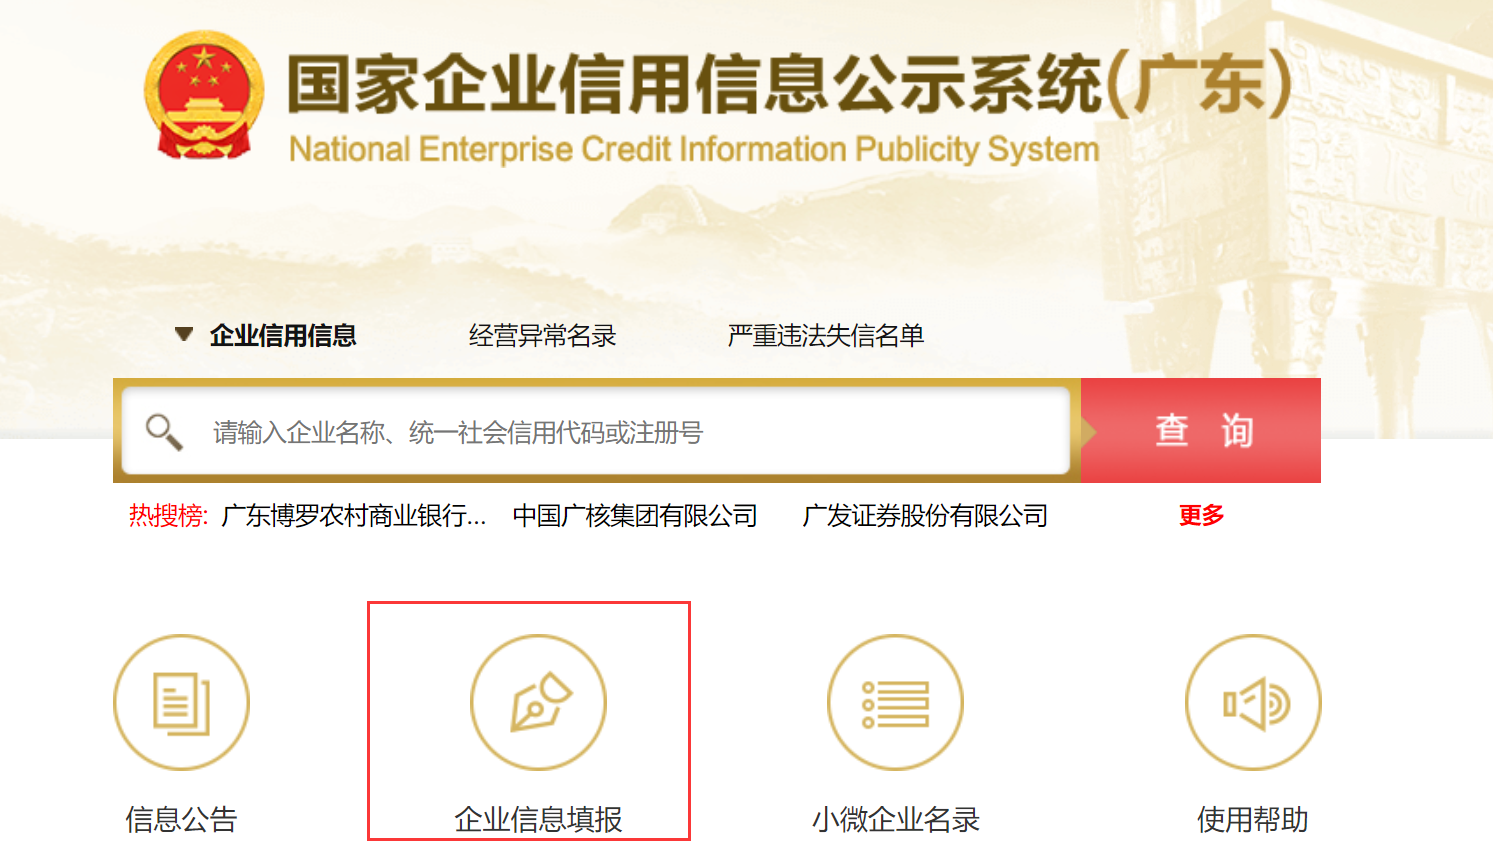 国家企业信用信息公示系统(广东)
National Enterprise Credit Information Publicity System
企业信用信息 经营异常名录 严重违法失信名单
请输入企业名称、统一社会信用代码或注册号 查 询
热搜榜: 广东博罗农村商业银行... 中国广核集团有限公司 广发证券股份有限公司 更多
信息公告 企业信息填报 小微企业名录 使用帮助